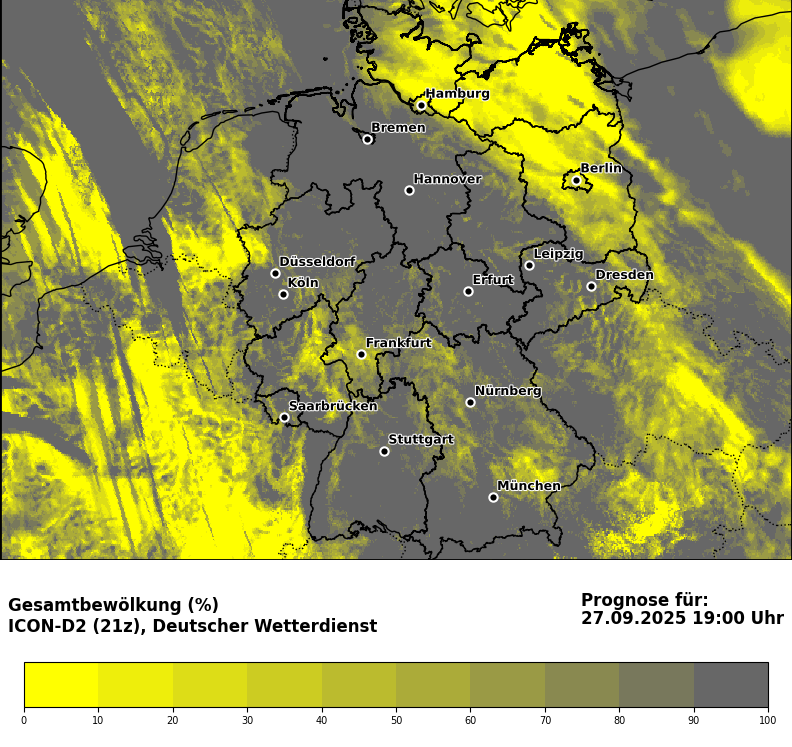 Hamburg
Bremen
Berlin
Hannover
Leipzig
Düsseldorf
Dresden
Köln
Erfurt
Frankfurt
Nürnberg
Saarbrücken
Stuttgart
München
Gesamtbewölkung (%)
ICON-D2 (21z), Deutscher Wetterdienst
Prognose für:
27.09.2025 19:00 Uhr
0 10 20 30 40 50 60 70 80 90 100